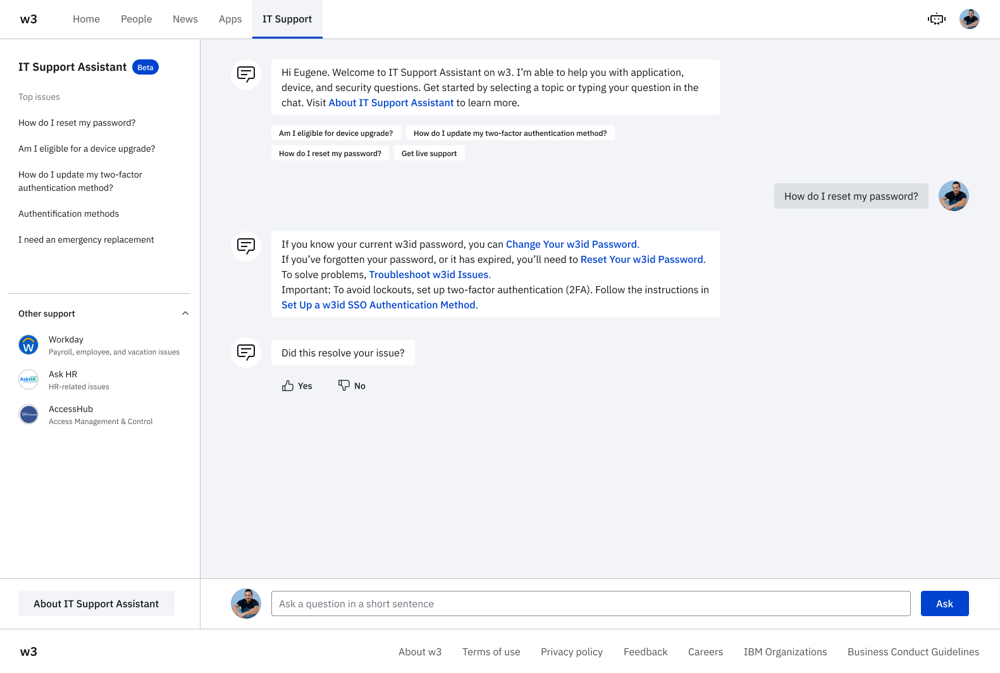 w3
Home
People
News
Apps
IT Support
IT Support Assistant
Beta
Top issues
How do I reset my password?
Am I eligible for a device upgrade?
How do I update my two-factor
authentication method?
Authentification methods
I need an emergency replacement
Other support
Workday
Payroll, employee, and vacation issues
AskHR
Ask HR
HR-related issues
AccessHub
Access Management & Control
About IT Support Assistant
Hi Eugene. Welcome to IT Support Assistant on w3. I’m able to help you with application,
device, and security questions. Get started by selecting a topic or typing your question in the
chat. Visit About IT Support Assistant to learn more.
Am I eligible for device upgrade?
How do I update my two-factor authentication method?
How do I reset my password?
Get live support
How do I reset my password?
If you know your current w3id password, you can Change Your w3id Password.
If you’ve forgotten your password, or it has expired, you’ll need to Reset Your w3id Password.
To solve problems, Troubleshoot w3id Issues.
Important: To avoid lockouts, set up two-factor authentication (2FA). Follow the instructions in
Set Up a w3id SSO Authentication Method.
Did this resolve your issue?
Yes
No
Ask a question in a short sentence
Ask
w3
About w3
Terms of use
Privacy policy
Feedback
Careers
IBM Organizations
Business Conduct Guidelines